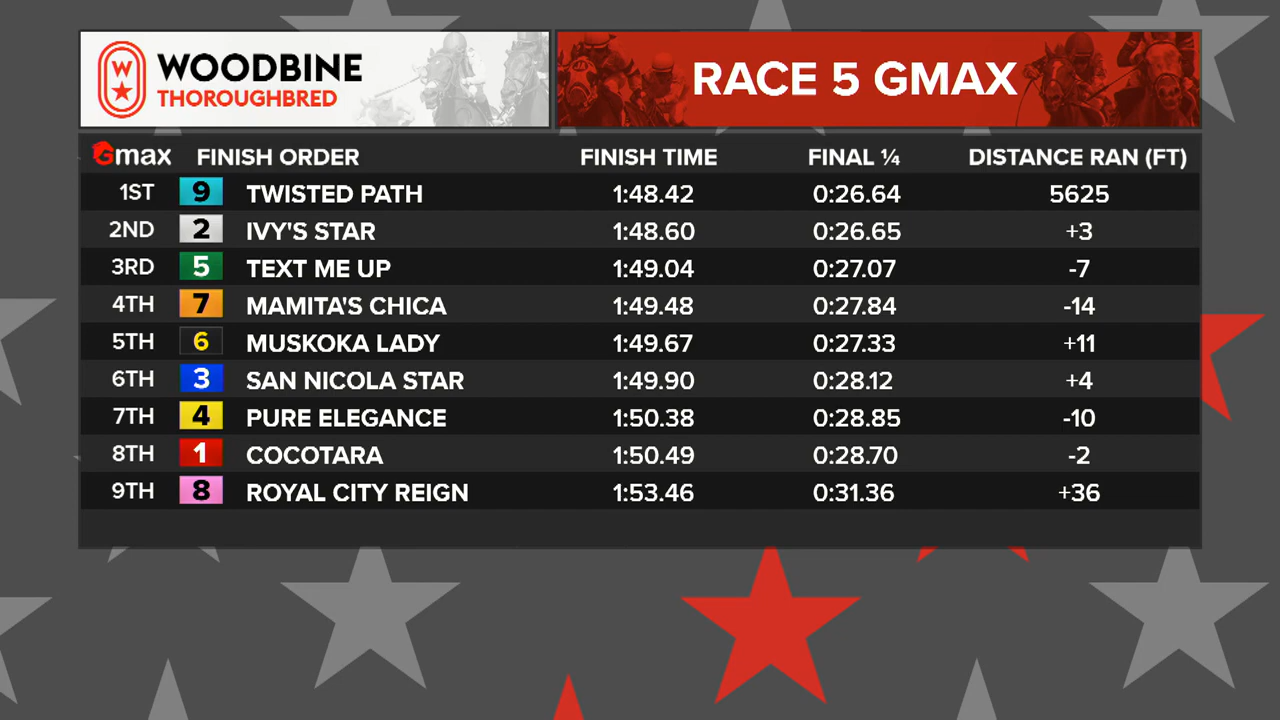 W WOODBINE
THOROUGHBRED
RACE 5 GMAX
Gmax FINISH ORDER FINISH TIME FINAL ¼ DISTANCE RAN (FT)
1ST 9 TWISTED PATH 1:48.42 0:26.64 5625
2ND 2 IVY'S STAR 1:48.60 0:26.65 +3
3RD 5 TEXT ME UP 1:49.04 0:27.07 -7
4TH 7 MAMITA'S CHICA 1:49.48 0:27.84 -14
5TH 6 MUSKOKA LADY 1:49.67 0:27.33 +11
6TH 3 SAN NICOLA STAR 1:49.90 0:28.12 +4
7TH 4 PURE ELEGANCE 1:50.38 0:28.85 -10
8TH 1 COCOTARA 1:50.49 0:28.70 -2
9TH 8 ROYAL CITY REIGN 1:53.46 0:31.36 +36